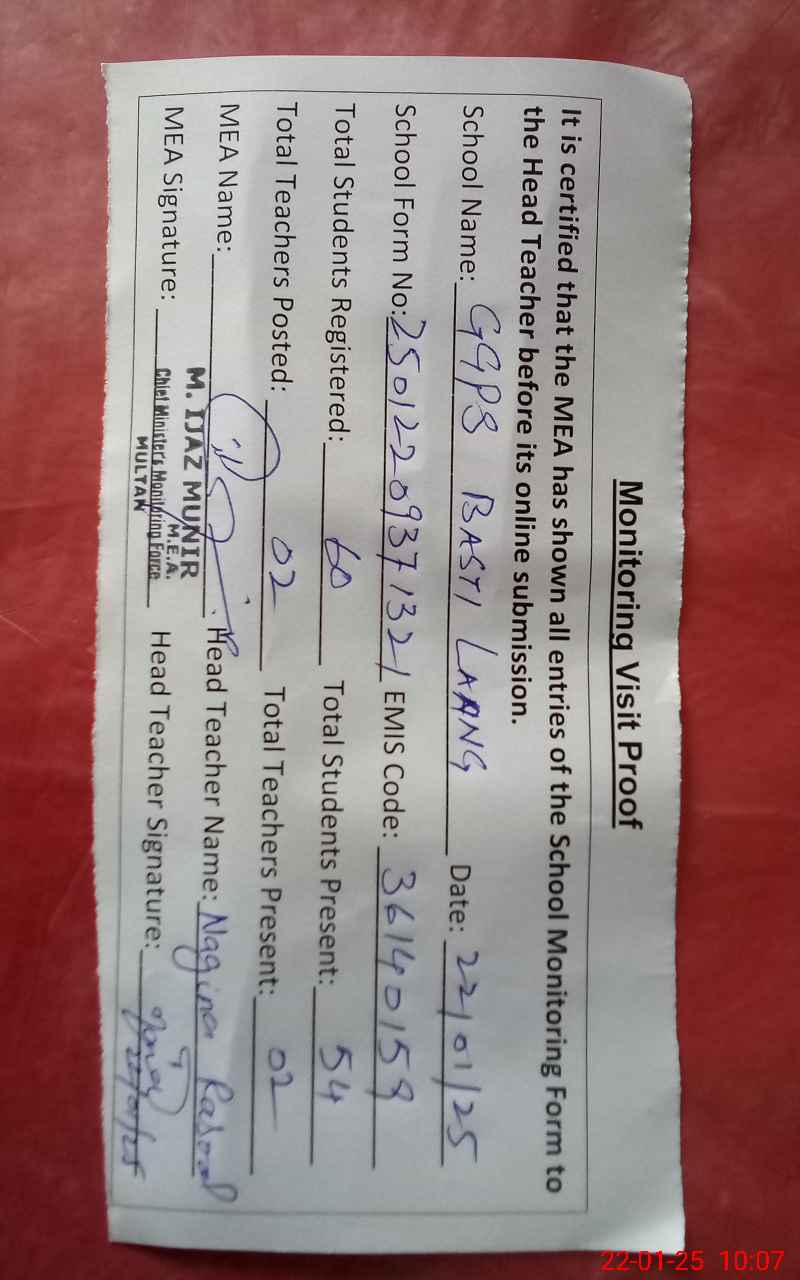 Monitoring Visit Proof
It is certified that the MEA has shown all entries of the School Monitoring Form to
the Head Teacher before its online submission.
School Name: GGPS BASTI LAANG Date: 22/01/25
School Form No: 25012209371321 EMIS Code: 36140159
Total Students Registered: 60 Total Students Present: 54
Total Teachers Posted: 02 Total Teachers Present: 02
MEA Name: M. IJAZ MUNIR Head Teacher Name: Nagina Rasool
M.E.A.
MEA Signature: Chief Minister's Monitoring Force Head Teacher Signature:
MULTAN 22/01/25
22-01-25 10:07